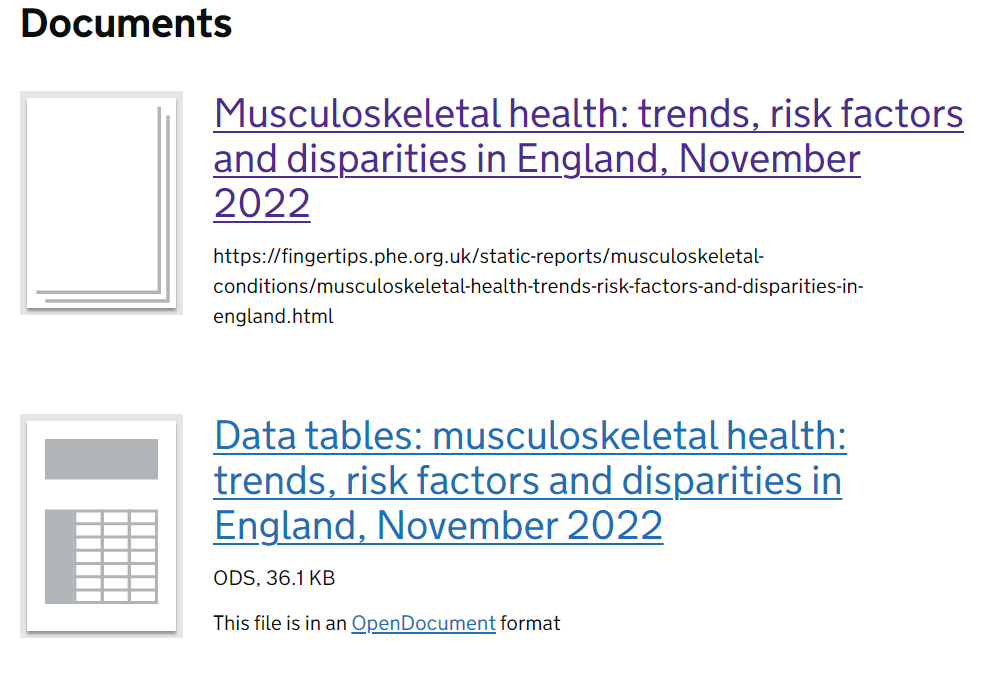 Documents
Musculoskeletal health: trends, risk factors
and disparities in England, November
2022
https://fingertips.phe.org.uk/static-reports/musculoskeletal-
conditions/musculoskeletal-health-trends-risk-factors-and-disparities-in-
england.html
Data tables: musculoskeletal health:
trends, risk factors and disparities in
England, November 2022
ODS, 36.1 KB
This file is in an OpenDocument format